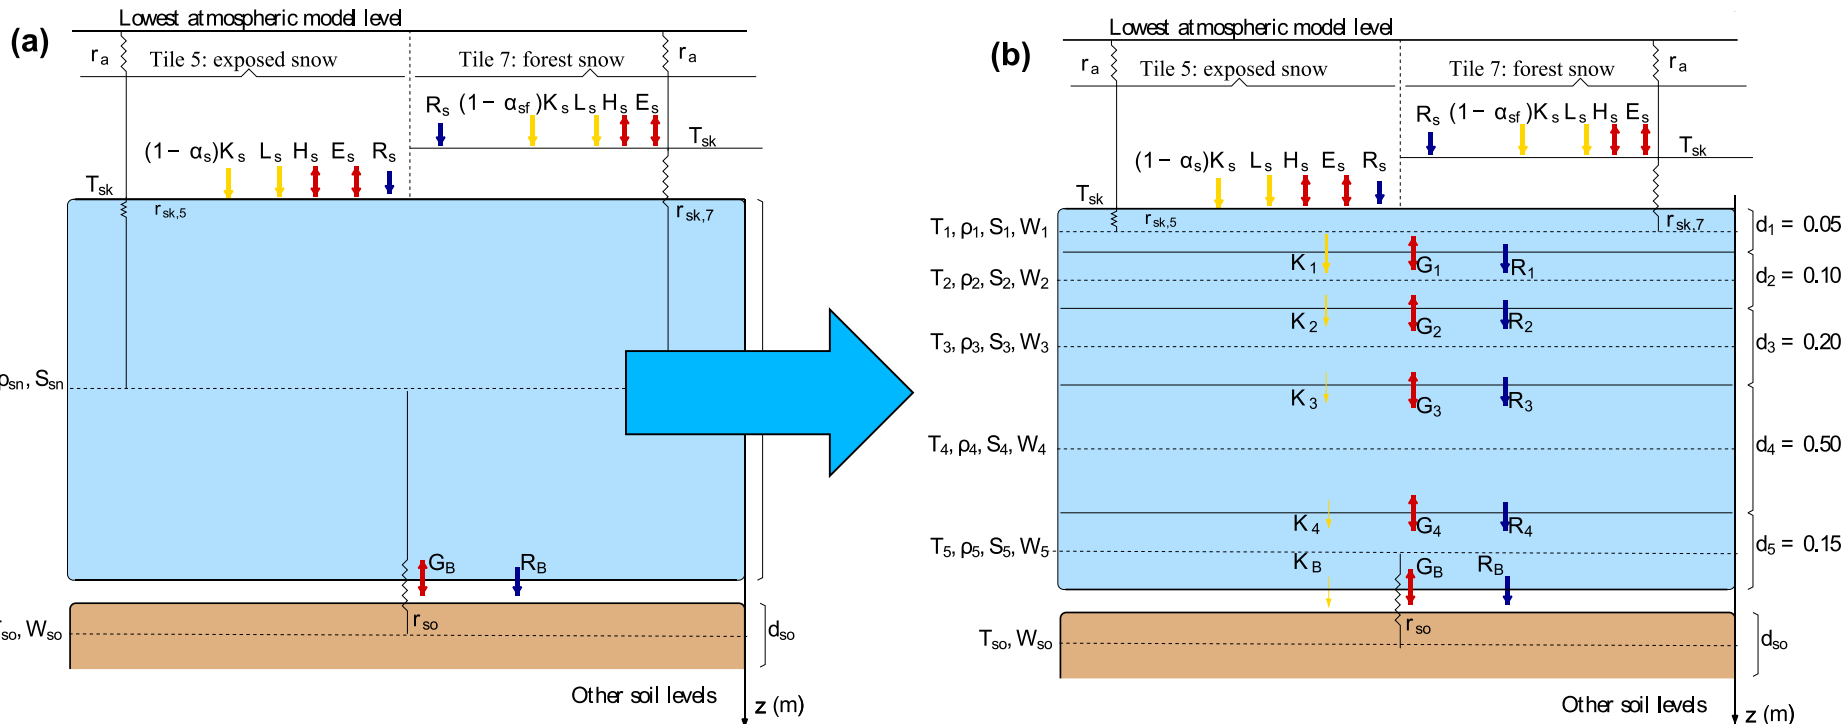 (a)
Lowest atmospheric model level
r_a
Tile 5: exposed snow
Tile 7: forest snow
r_a
R_s (1- α_sf)K_s L_s H_s E_s
T_sk
(1- α_s)K_s L_s H_s E_s R_s
T_sk
r_sk,5
r_sk,7
ρ_sn, S_sn
G_B
R_B
r_so
T_so, W_so
d_so
Other soil levels
z (m)
(b)
Lowest atmospheric model level
r_a
Tile 5: exposed snow
Tile 7: forest snow
r_a
R_s (1- α_sf)K_s L_s H_s E_s
T_sk
(1- α_s)K_s L_s H_s E_s R_s
T_sk
r_sk,5
r_sk,7
T_1, ρ_1, S_1, W_1
d_1 = 0.05
K_1 G_1 R_1
T_2, ρ_2, S_2, W_2
d_2 = 0.10
K_2 G_2 R_2
T_3, ρ_3, S_3, W_3
d_3 = 0.20
K_3 G_3 R_3
T_4, ρ_4, S_4, W_4
d_4 = 0.50
K_4 G_4 R_4
T_5, ρ_5, S_5, W_5
d_5 = 0.15
K_B G_B R_B
r_so
T_so, W_so
d_so
Other soil levels
z (m)